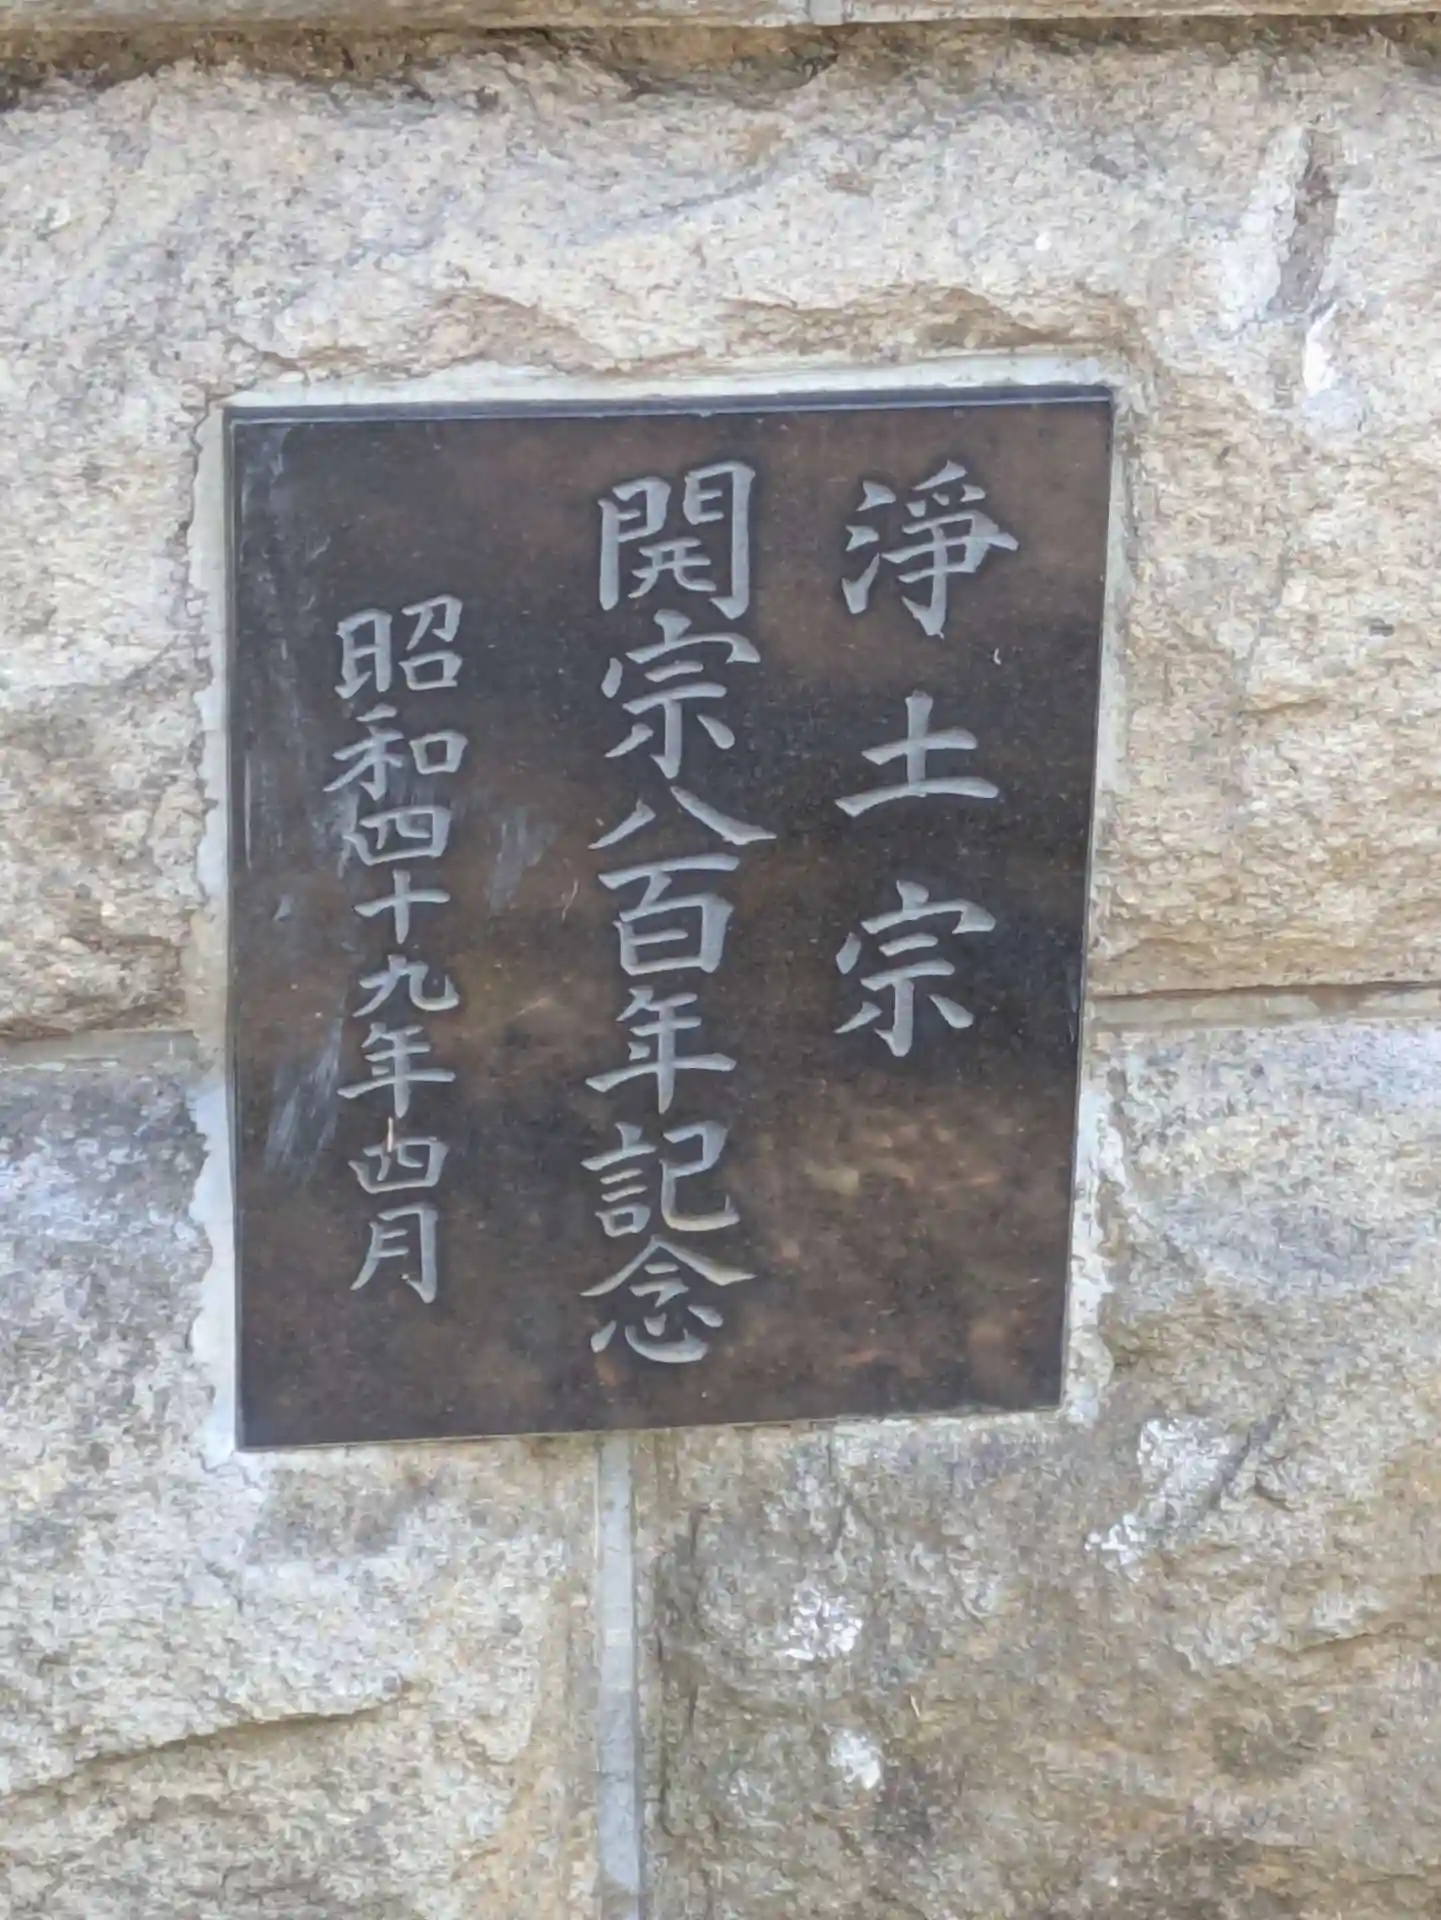 淨土宗
開宗八百年記念
昭和四十九年四月